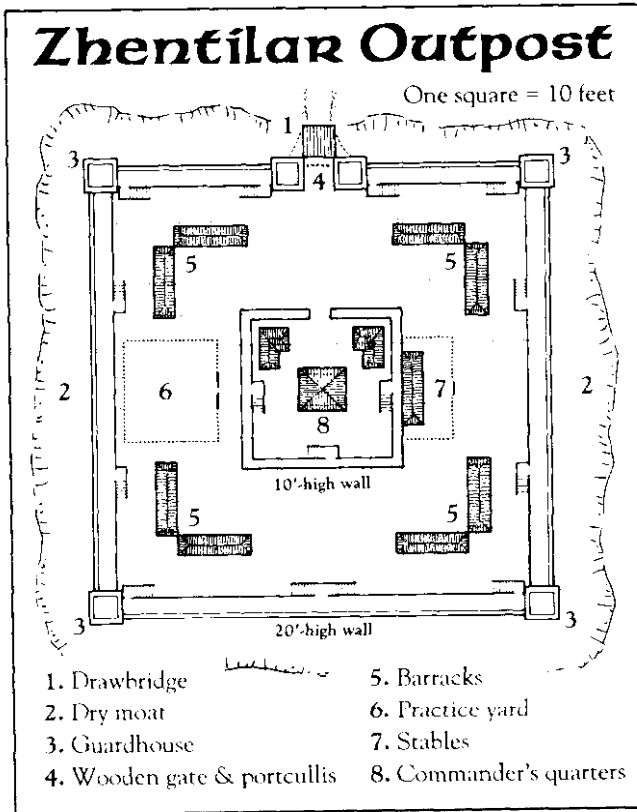 Zhentilar Outpost
One square = 10 feet
1
3
3
4
5
5
2
6
7
2
8
10'-high wall
5
5
3
3
20'-high wall
1. Drawbridge
2. Dry moat
3. Guardhouse
4. Wooden gate & portcullis
5. Barracks
6. Practice yard
7. Stables
8. Commander's quarters